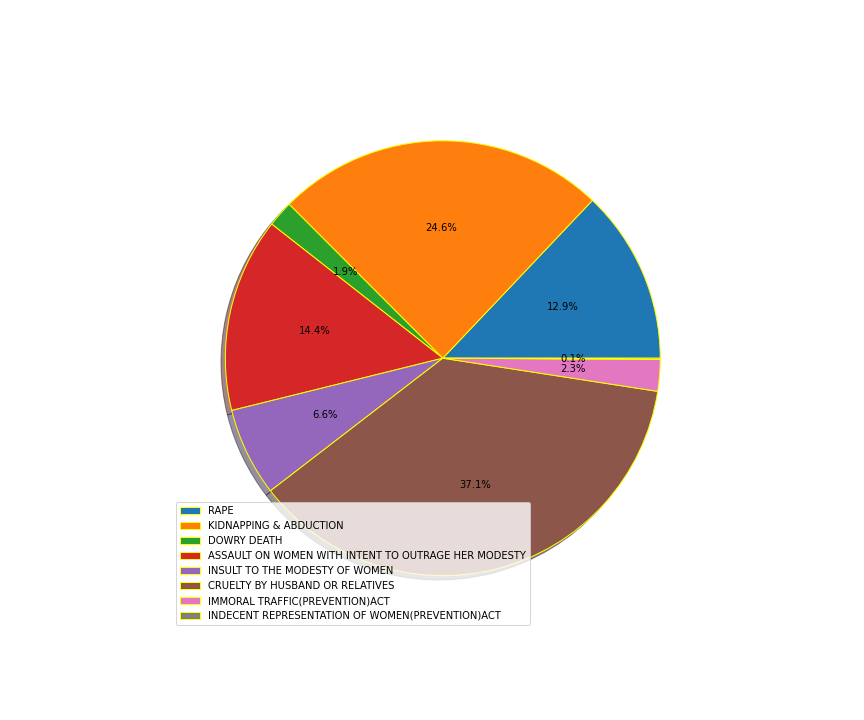 24.6%
12.9%
1.9%
14.4%
0.1%
2.3%
6.6%
37.1%
RAPE
KIDNAPPING & ABDUCTION
DOWRY DEATH
ASSAULT ON WOMEN WITH INTENT TO OUTRAGE HER MODESTY
INSULT TO THE MODESTY OF WOMEN
CRUELTY BY HUSBAND OR RELATIVES
IMMORAL TRAFFIC(PREVENTION)ACT
INDECENT REPRESENTATION OF WOMEN(PREVENTION)ACT